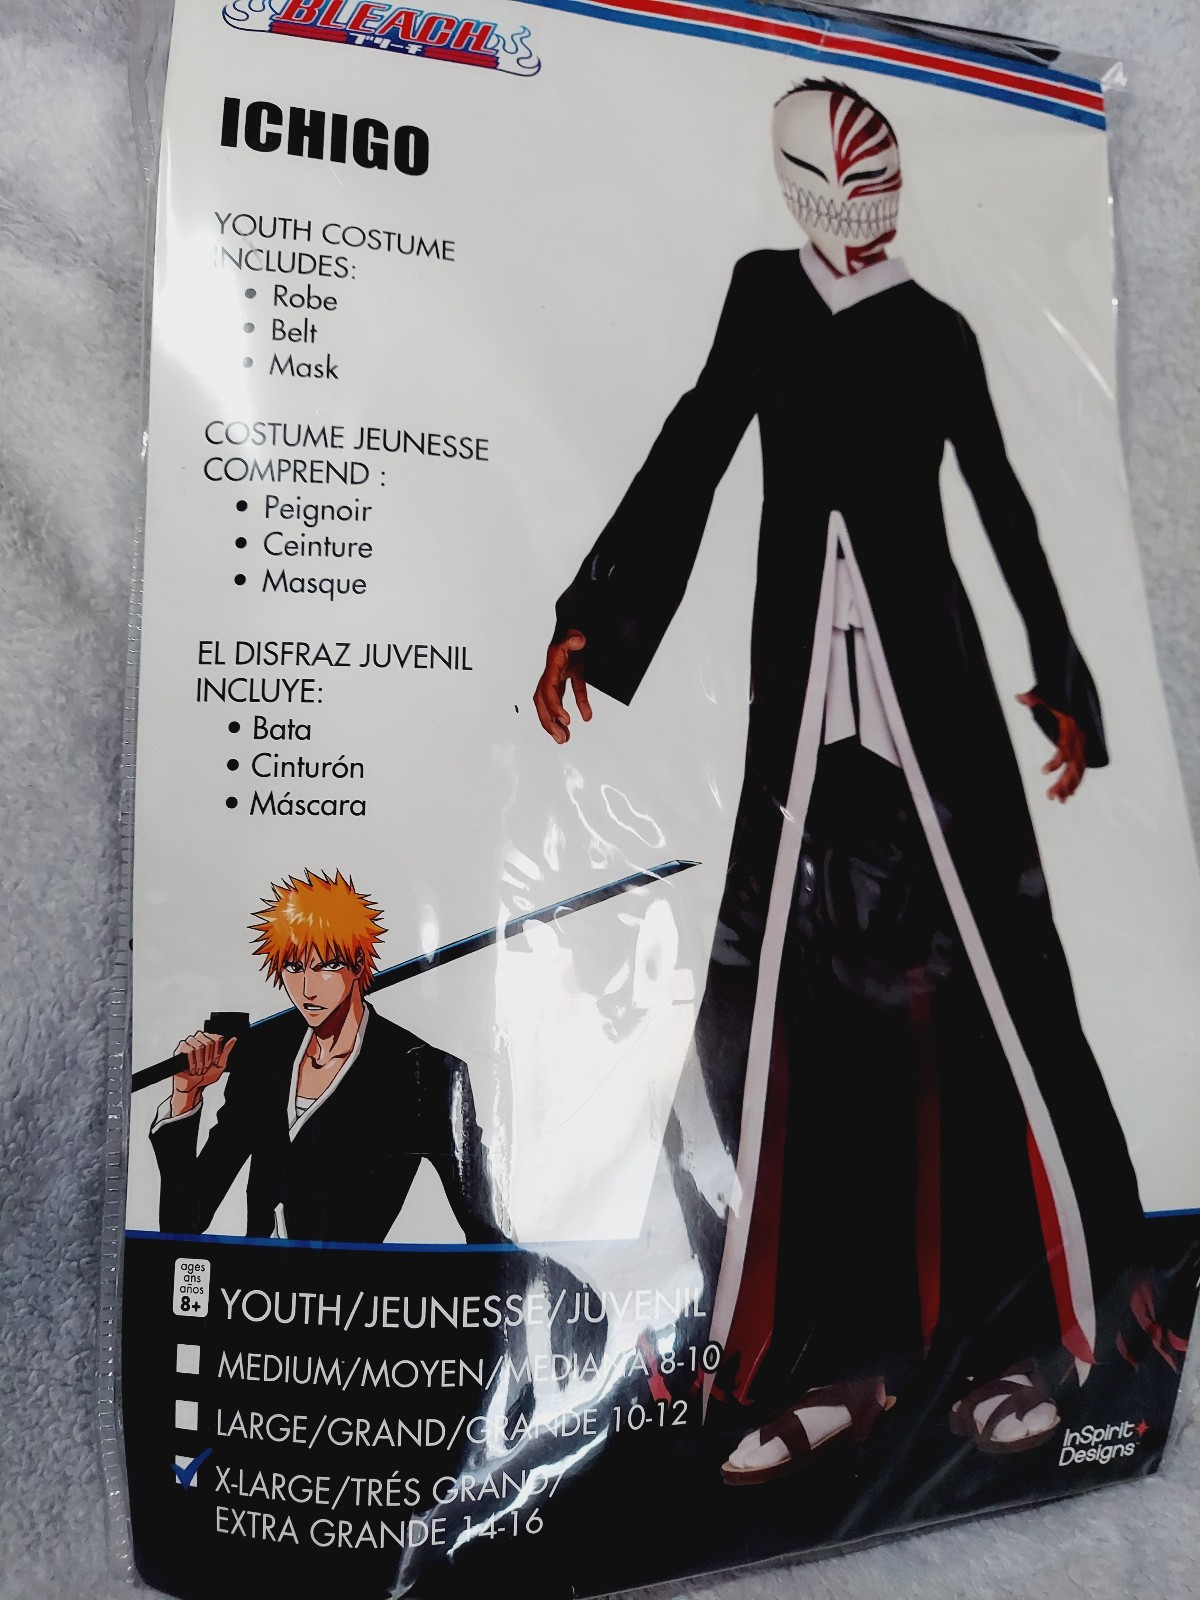 BLEACH
ブリーチ
ICHIGO
YOUTH COSTUME
INCLUDES:
• Robe
• Belt
• Mask
COSTUME JEUNESSE
COMPREND :
• Peignoir
• Ceinture
• Masque
EL DISFRAZ JUVENIL
INCLUYE:
• Bata
• Cinturón
• Máscara
ages
ans
años
8+
YOUTH/JEUNESSE/JUVENIL
MEDIUM/MOYEN/MEDIANA 8-10
LARGE/GRAND/GRANDE 10-12
X-LARGE/TRÉS GRAND/
EXTRA GRANDE 14-16
InSpirit
Designs™